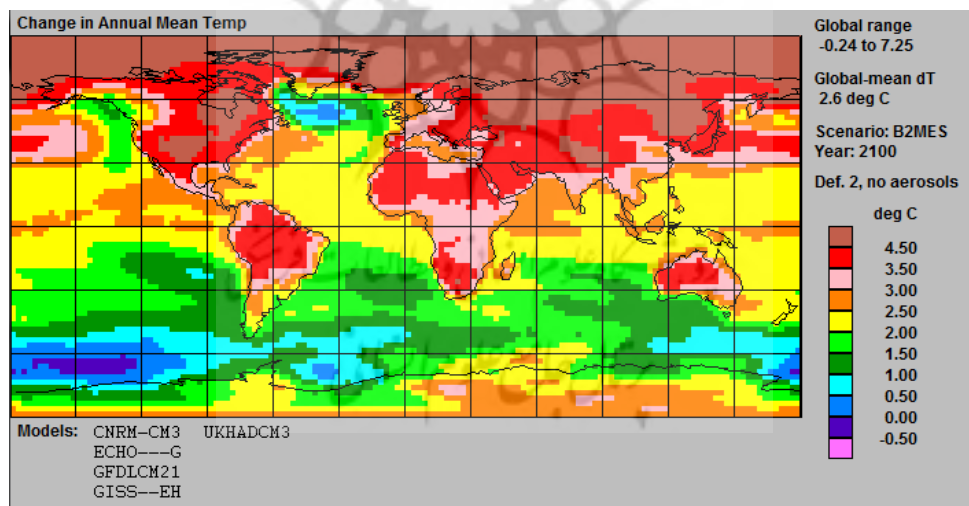 Change in Annual Mean Temp
Global range
-0.24 to 7.25
Global-mean dT
2.6 deg C
Scenario: B2MES
Year: 2100
Def. 2, no aerosols
deg C
4.50
3.50
3.00
2.50
2.00
1.50
1.00
0.50
0.00
-0.50
Models: CNRM-CM3 UKHADCM3
ECHO---G
GFDLCM21
GISS--EH